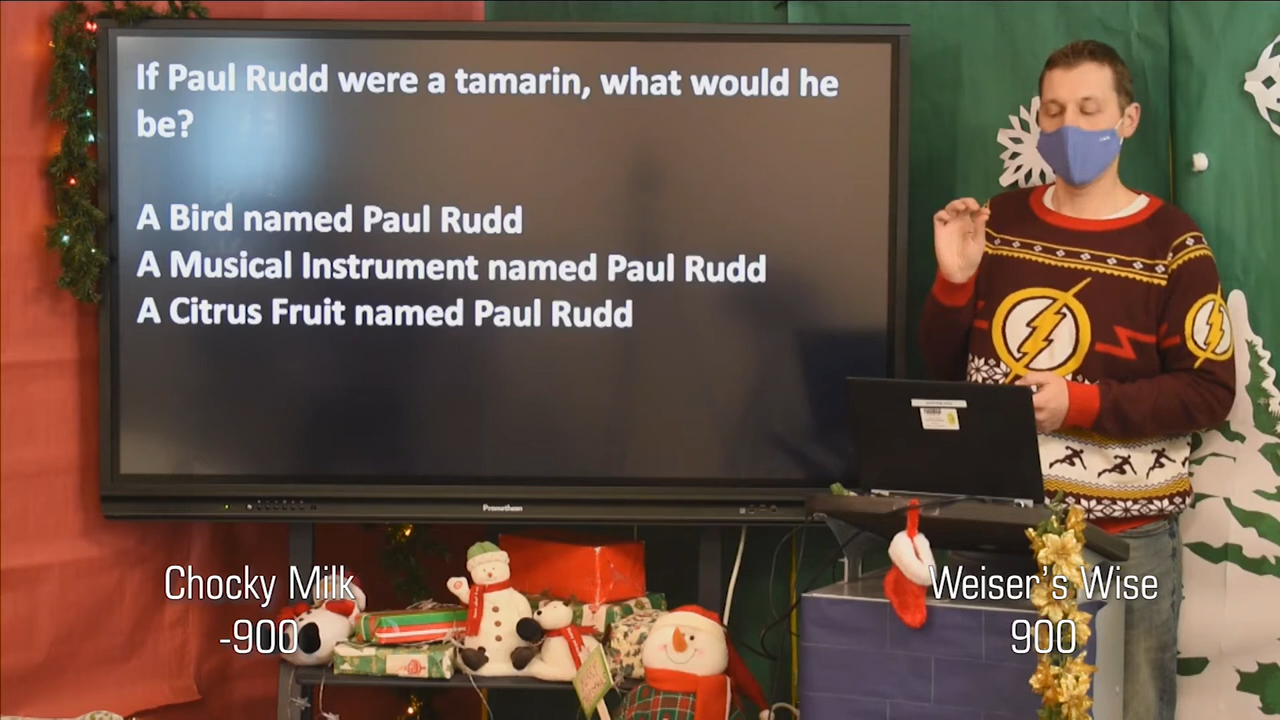 If Paul Rudd were a tamarin, what would he
be?
A Bird named Paul Rudd
A Musical Instrument named Paul Rudd
A Citrus Fruit named Paul Rudd
Promethean
Chocky Milk
-900
Weiser's Wise
900